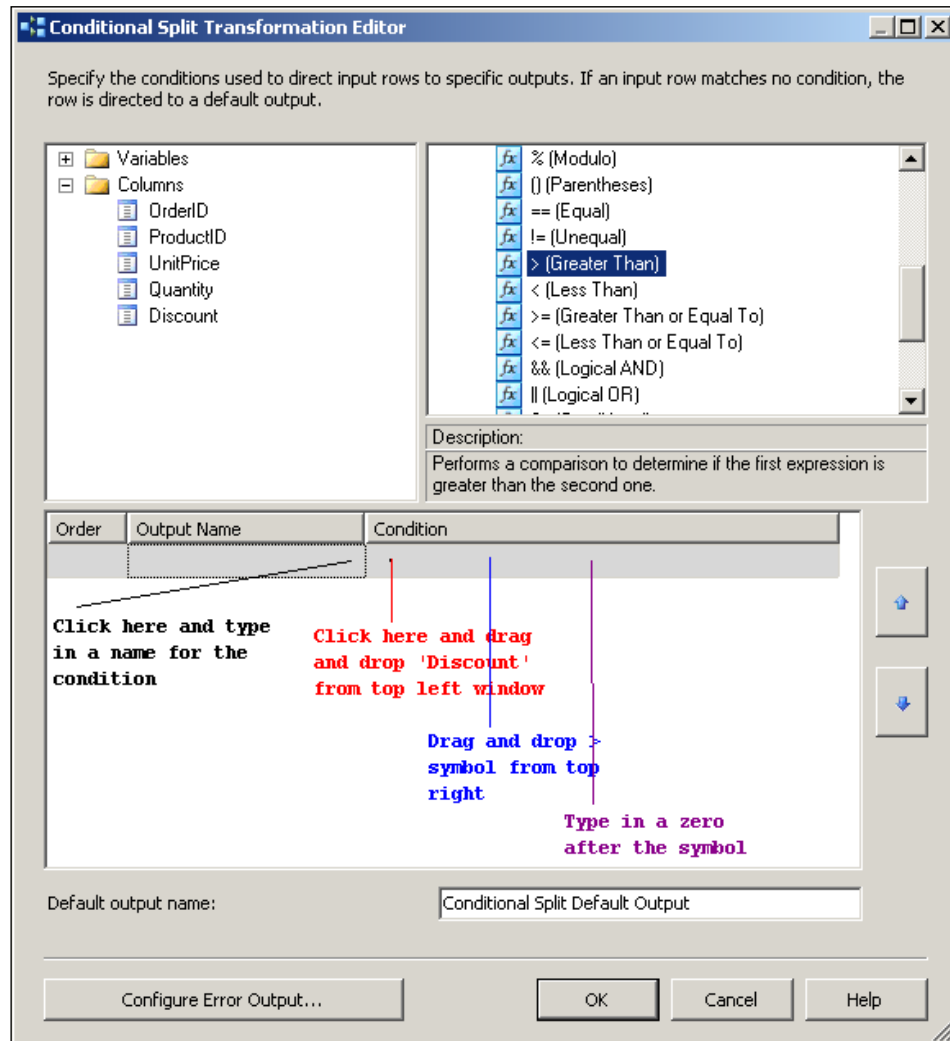 Conditional Split Transformation Editor
Specify the conditions used to direct input rows to specific outputs. If an input row matches no condition, the
row is directed to a default output.
Variables
Columns
OrderID
ProductID
UnitPrice
Quantity
Discount
% (Modulo)
() (Parentheses)
== (Equal)
!= (Unequal)
> (Greater Than)
< (Less Than)
>= (Greater Than or Equal To)
<= (Less Than or Equal To)
&& (Logical AND)
|| (Logical OR)
Description:
Performs a comparison to determine if the first expression is
greater than the second one.
Order Output Name Condition
Click here and type
in a name for the
condition
Click here and drag
and drop 'Discount'
from top left window
Drag and drop >
symbol from top
right
Type in a zero
after the symbol
Default output name: Conditional Split Default Output
Configure Error Output... OK Cancel Help